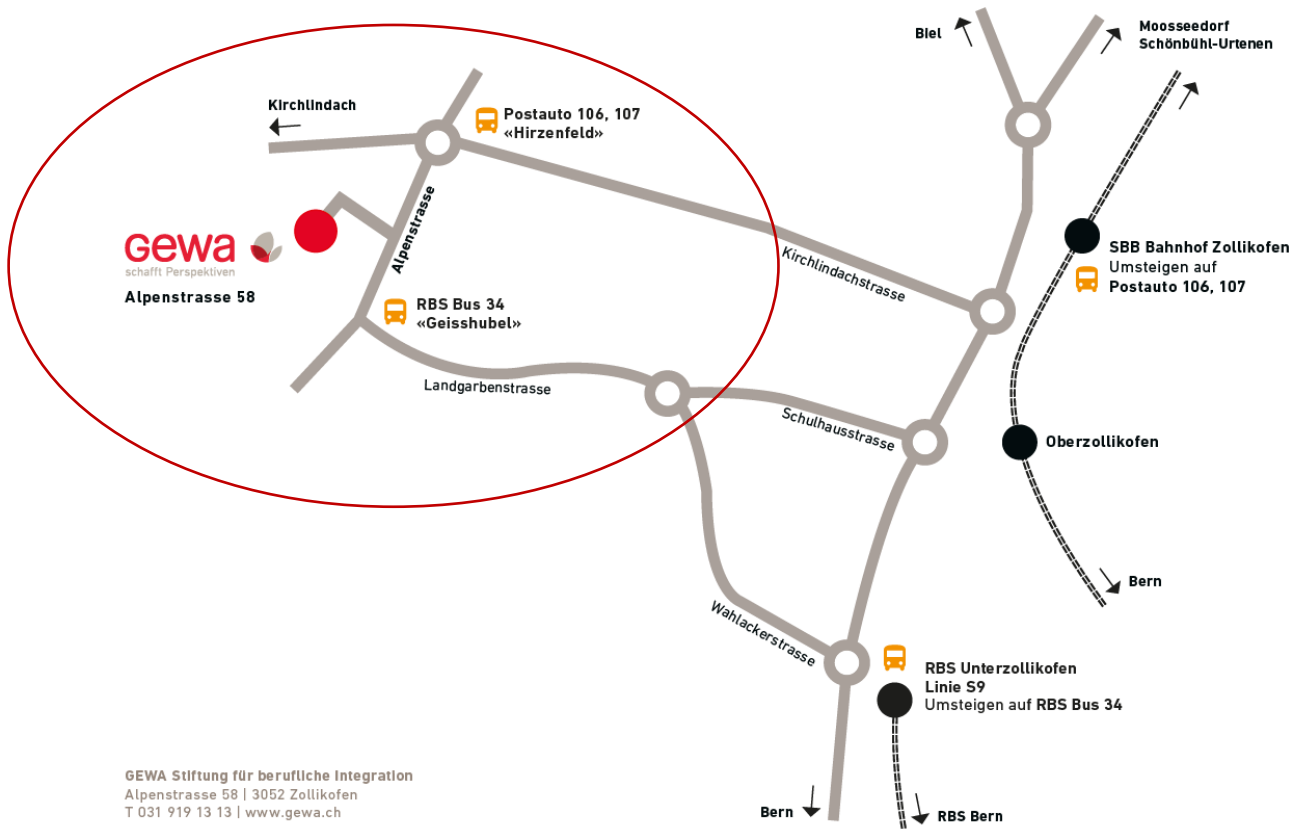 Biel
Moosseedorf
Schönbühl-Urtenen
Kirchlindach
Postauto 106, 107
«Hirzenfeld»
Alpenstrasse
GEWA
schafft Perspektiven
Alpenstrasse 58
RBS Bus 34
«Geisshubel»
Kirchlindachstrasse
SBB Bahnhof Zollikofen
Umsteigen auf
Postauto 106, 107
Landgarbenstrasse
Schulhausstrasse
Oberzollikofen
Bern
Wahlackerstrasse
RBS Unterzollikofen
Linie S9
Umsteigen auf RBS Bus 34
GEWA Stiftung für berufliche Integration
Alpenstrasse 58 | 3052 Zollikofen
T 031 919 13 13 | www.gewa.ch
Bern
RBS Bern